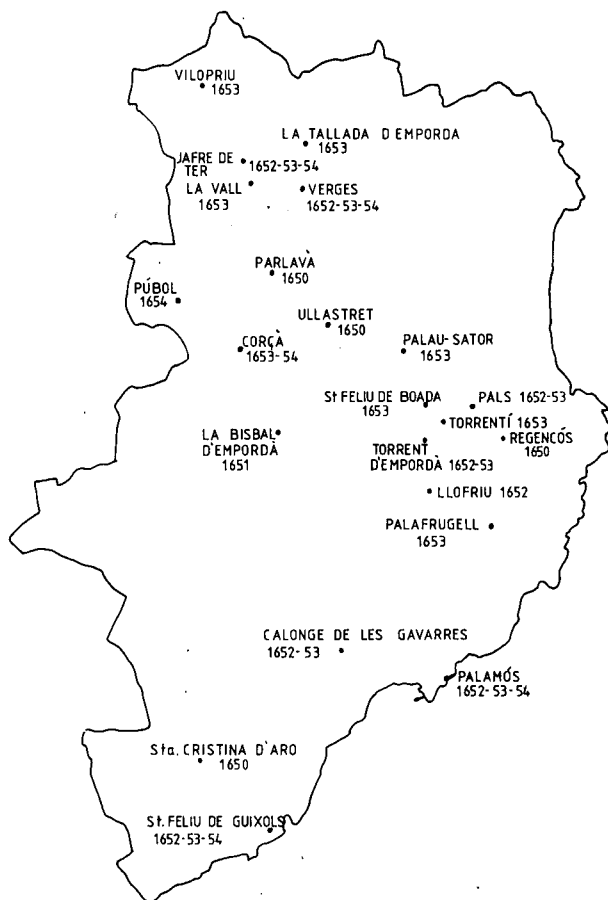 VILOPRIU
1653
LA TALLADA D EMPORDA
1653
JAFRE DE
TER
1652-53-54
LA VALL
1653
VERGES
1652-53-54
PARLAVÀ
1650
PÚBOL
1654
ULLASTRET
1650
CORÇÀ
1653-54
PALAU-SATOR
1653
St FELIU DE BOADA
1653
PALS 1652-53
TORRENTÍ 1653
REGENCÓS
1650
LA BISBAL
D'EMPORDÀ
1651
TORRENT
D'EMPORDÀ 1652-53
LLOFRIU 1652
PALAFRUGELL
1653
CALONGE DE LES GAVARRES
1652-53
PALAMÓS
1652-53-54
Sta. CRISTINA D'ARO
1650
St. FELIU DE GUIXOLS
1652-53-54